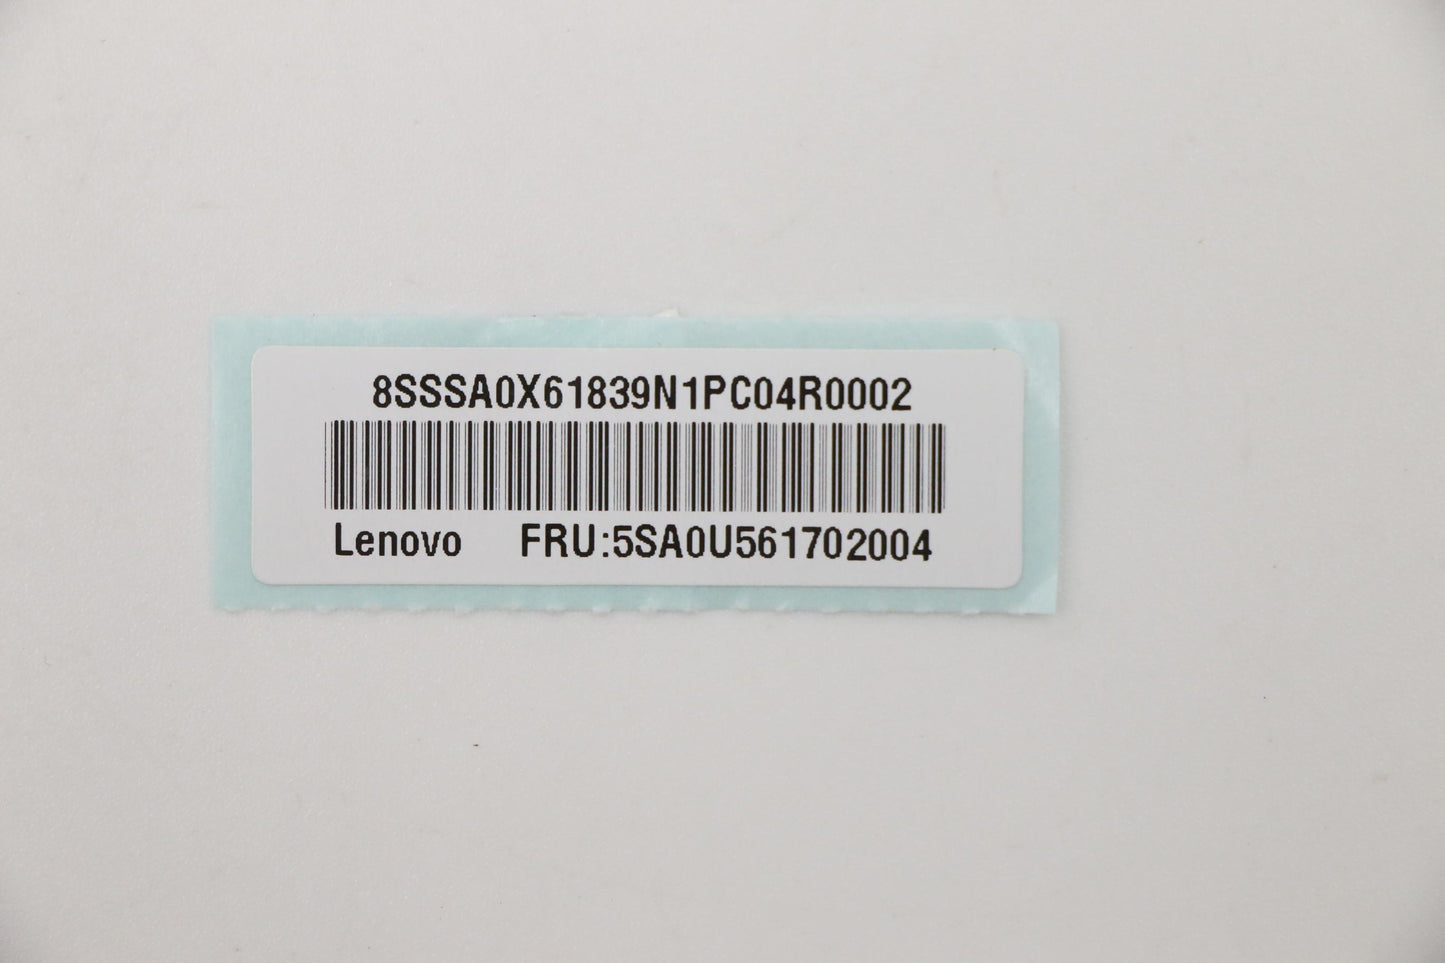 8SSSA0X61839N1PC04R0002
Lenovo FRU:5SA0U561702004